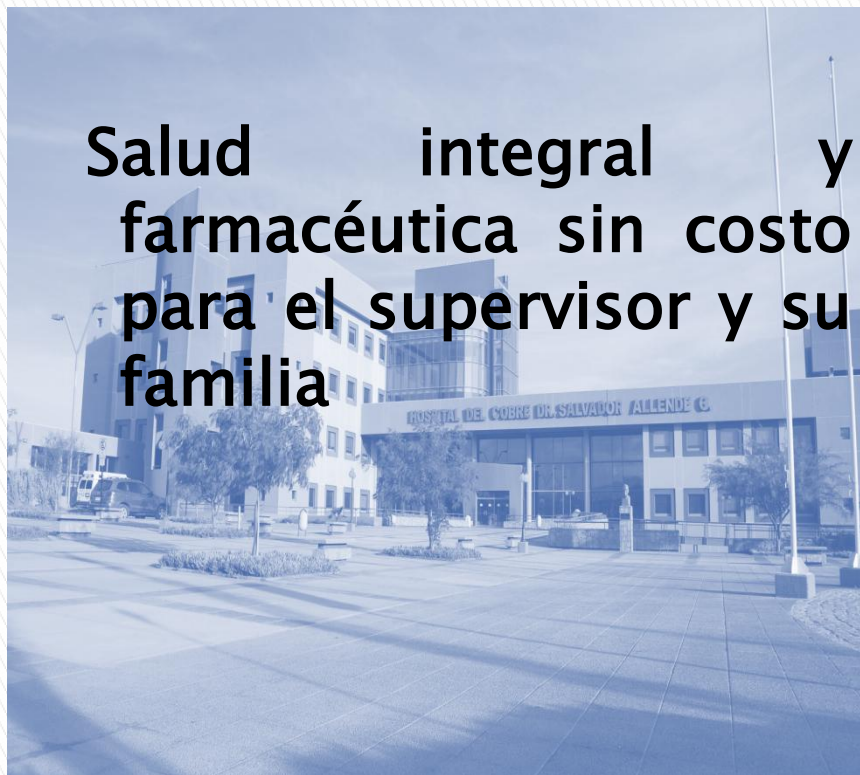 Salud integral y
farmacéutica sin costo
para el supervisor y su
familia
HOSPITAL DEL COBRE DR. SALVADOR ALLENDE G.